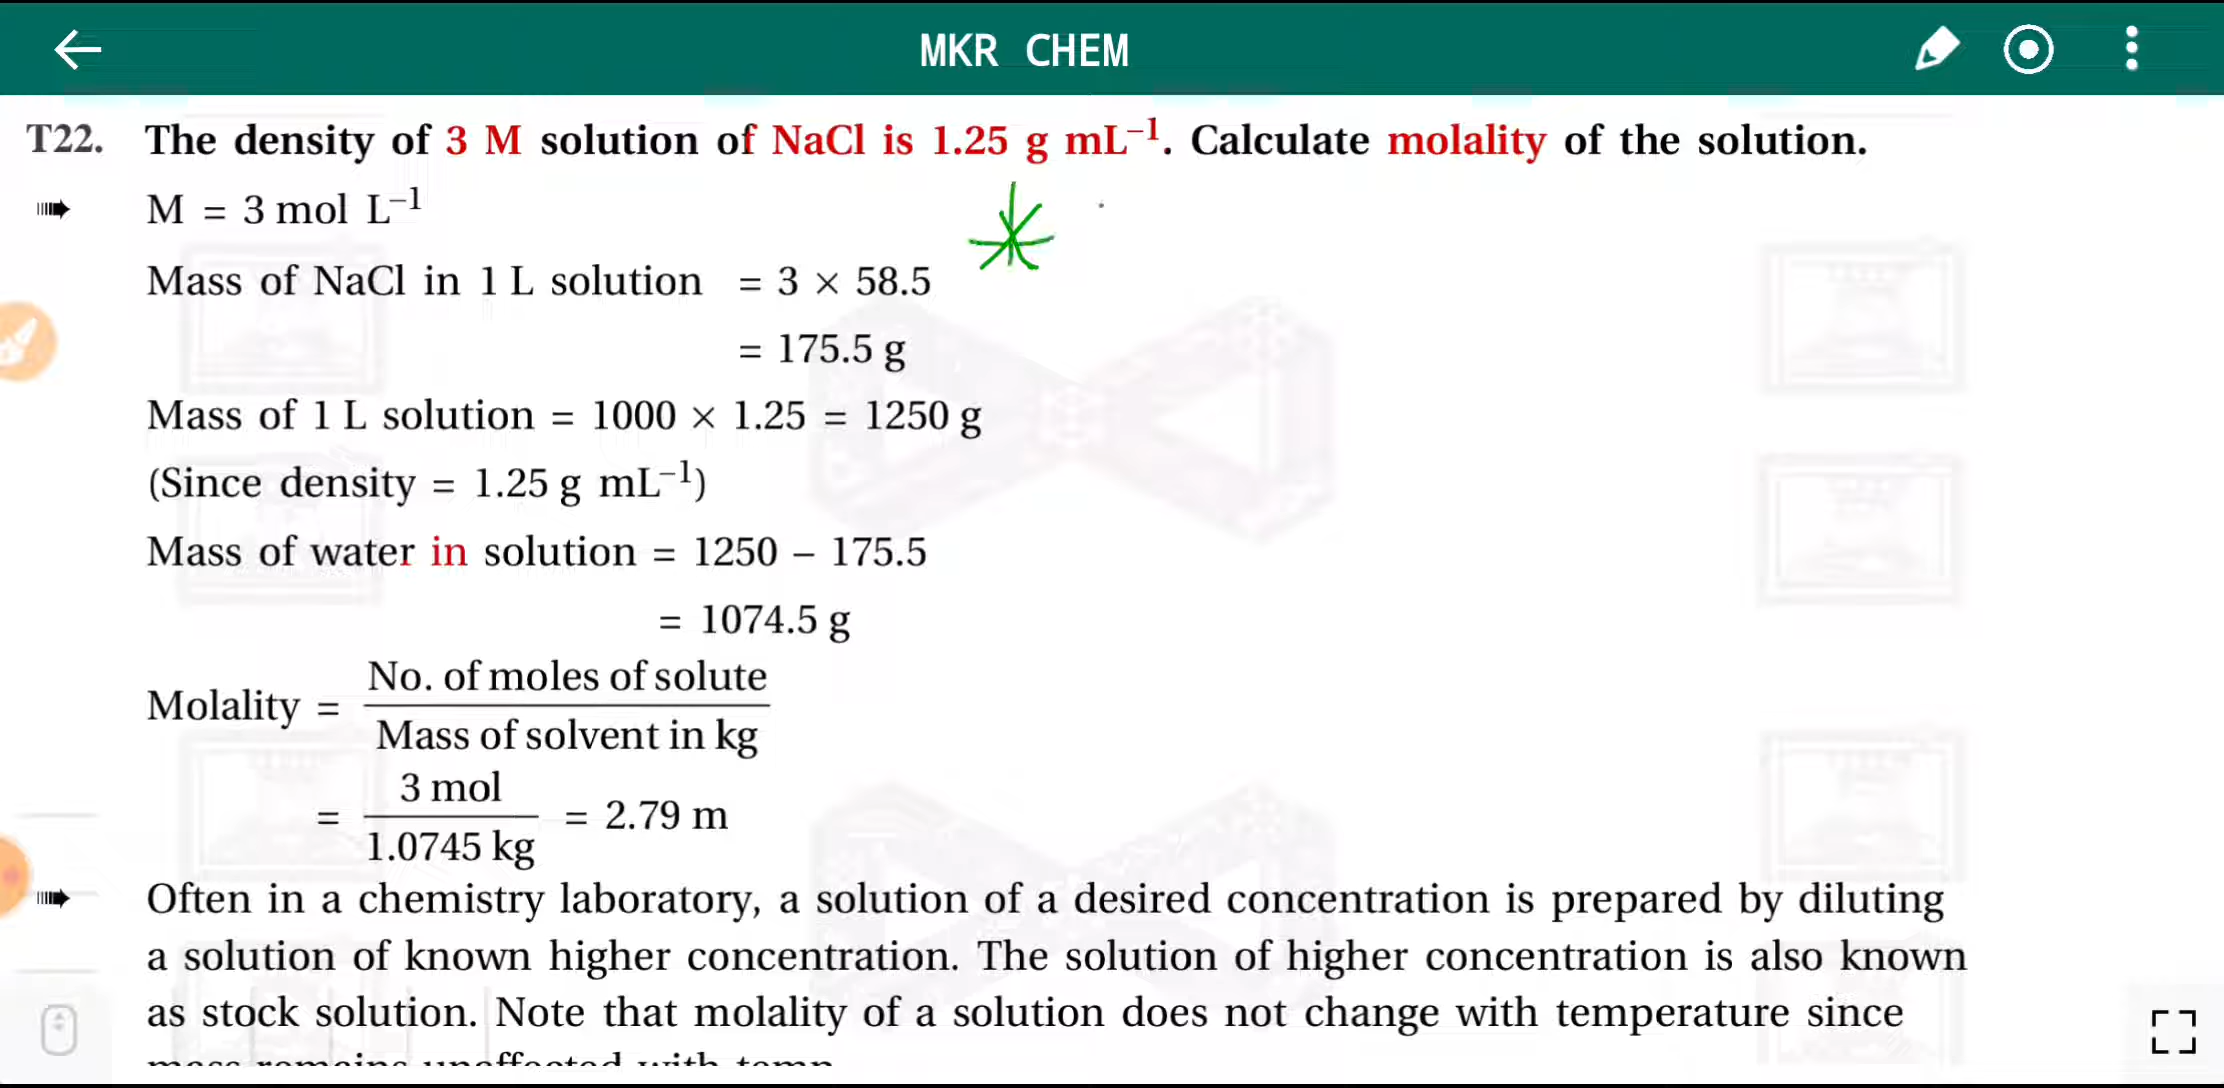 MKR CHEM
T22. The density of 3 M solution of NaCl is 1.25 g mL⁻¹. Calculate molality of the solution.
➠ M = 3 mol L⁻¹
Mass of NaCl in 1 L solution = 3 × 58.5
= 175.5 g
Mass of 1 L solution = 1000 × 1.25 = 1250 g
(Since density = 1.25 g mL⁻¹)
Mass of water in solution = 1250 − 175.5
= 1074.5 g
No. of moles of solute
Molality =
Mass of solvent in kg
3 mol
= = 2.79 m
1.0745 kg
➠ Often in a chemistry laboratory, a solution of a desired concentration is prepared by diluting
a solution of known higher concentration. The solution of higher concentration is also known
as stock solution. Note that molality of a solution does not change with temperature since
mass remains unaffected with temp